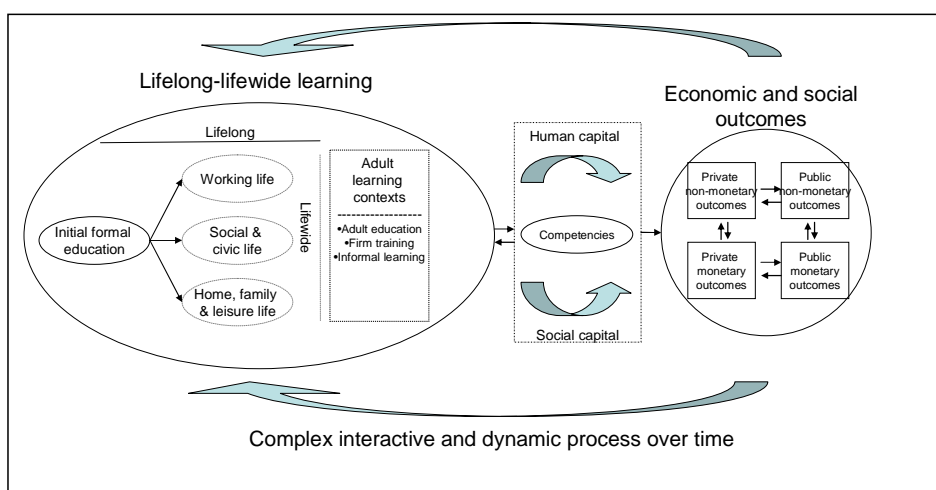 Lifelong-lifewide learning
Lifelong
Initial formal
education
Working life
Social &
civic life
Home, family
& leisure life
Lifewide
Adult
learning
contexts
•Adult education
•Firm training
•Informal learning
Human capital
Competencies
Social capital
Economic and social
outcomes
Private
non-monetary
outcomes
Public
non-monetary
outcomes
Private
monetary
outcomes
Public
monetary
outcomes
Complex interactive and dynamic process over time